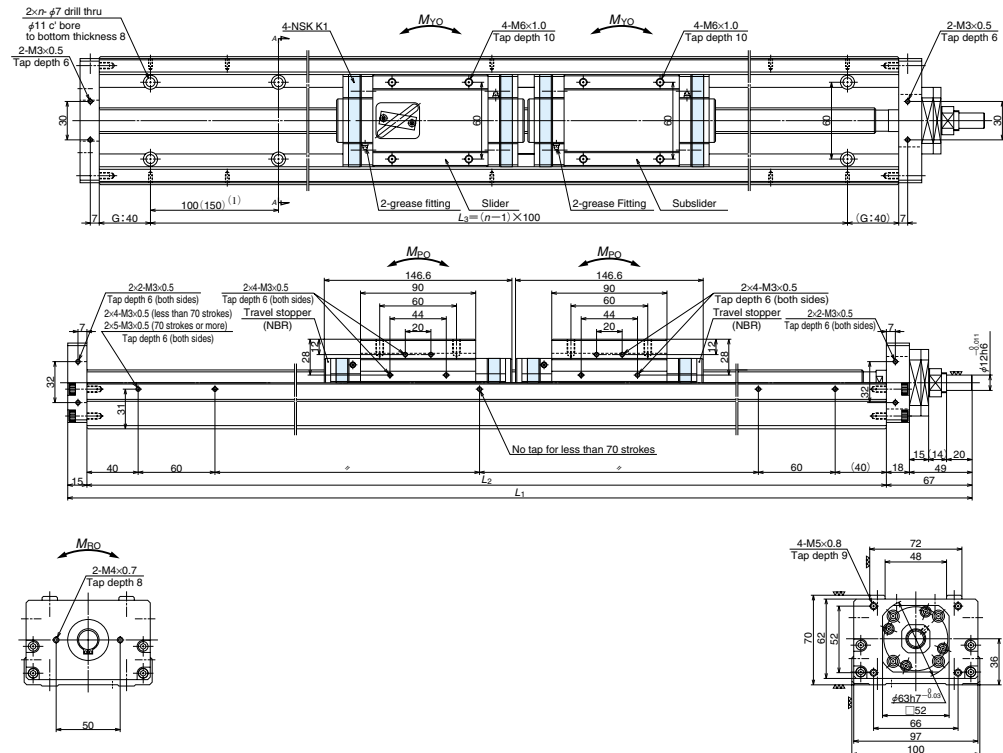 2×n- ϕ7 drill thru
ϕ11 c' bore
to bottom thickness 8
2-M3×0.5
Tap depth 6
A
4-NSK K1
MYO
4-M6×1.0
Tap depth 10
MYO
4-M6×1.0
Tap depth 10
2-M3×0.5
Tap depth 6
30
60
60
60
30
7
G:40
100(150) (1)
A
2-grease fitting
Slider
L3=(n−1)×100
2-grease Fitting
Subslider
(G:40)
7
MPO
MPO
146.6
146.6
2×2-M3×0.5
Tap depth 6 (both sides)
2×4-M3×0.5 (less than 70 strokes)
2×5-M3×0.5 (70 strokes or more)
Tap depth 6 (both sides)
2×4-M3×0.5
Tap depth 6 (both sides)
Travel stopper
(NBR)
90
60
44
20
12
28
90
60
44
20
12
28
2×4-M3×0.5
Tap depth 6 (both sides)
Travel stopper
(NBR)
2×2-M3×0.5
Tap depth 6 (both sides)
7
7
32
31
32
ϕ12h6 0 -0.011
No tap for less than 70 strokes
15
(14)
20
40
60
〃
〃
60
(40)
18
49
15
L2
67
L1
MRO
2-M4×0.7
Tap depth 8
50
4-M5×0.8
Tap depth 9
72
48
70
62
52
36
ϕ63h7 0 -0.03
□52
66
97
100